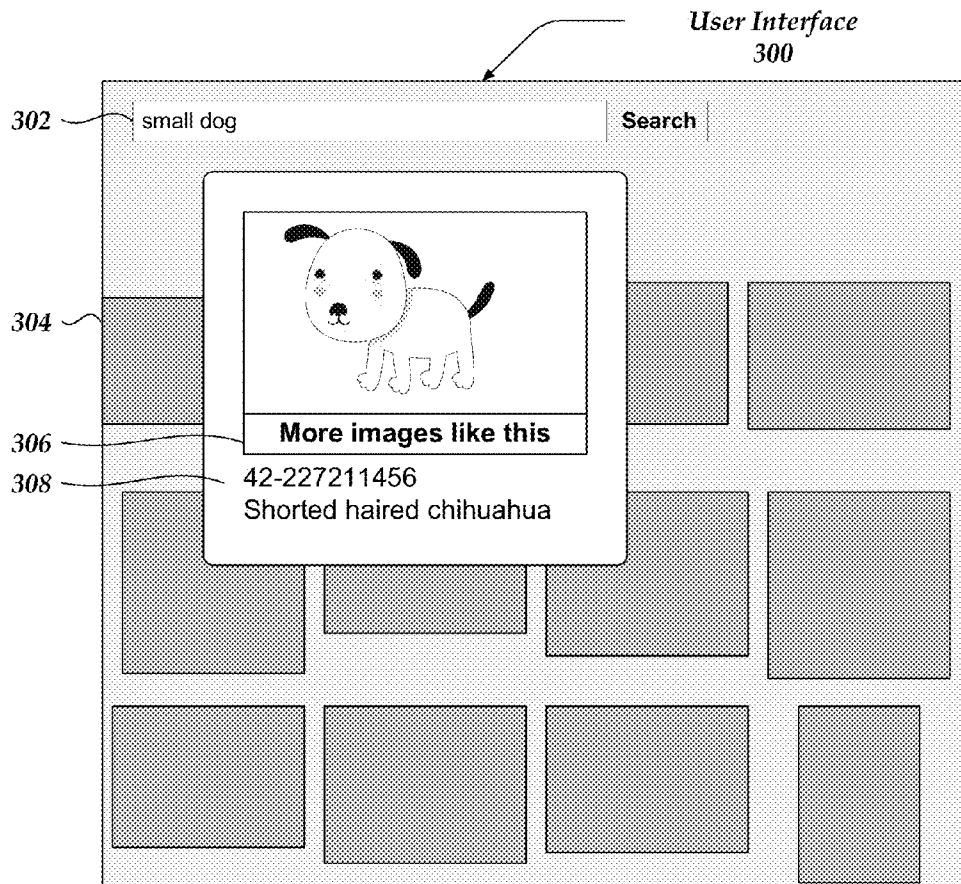 User Interface
300
302
small dog
Search
304
306
More images like this
308
42-227211456
Shorted haired chihuahua